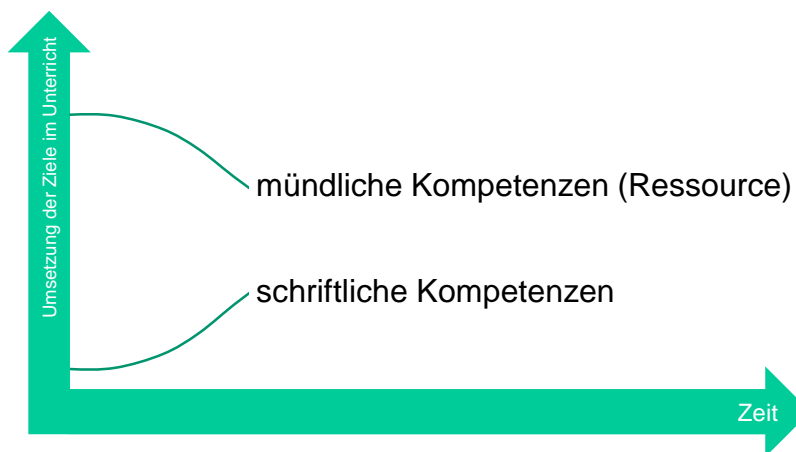 Umsetzung der Ziele im Unterricht
mündliche Kompetenzen (Ressource)
schriftliche Kompetenzen
Zeit